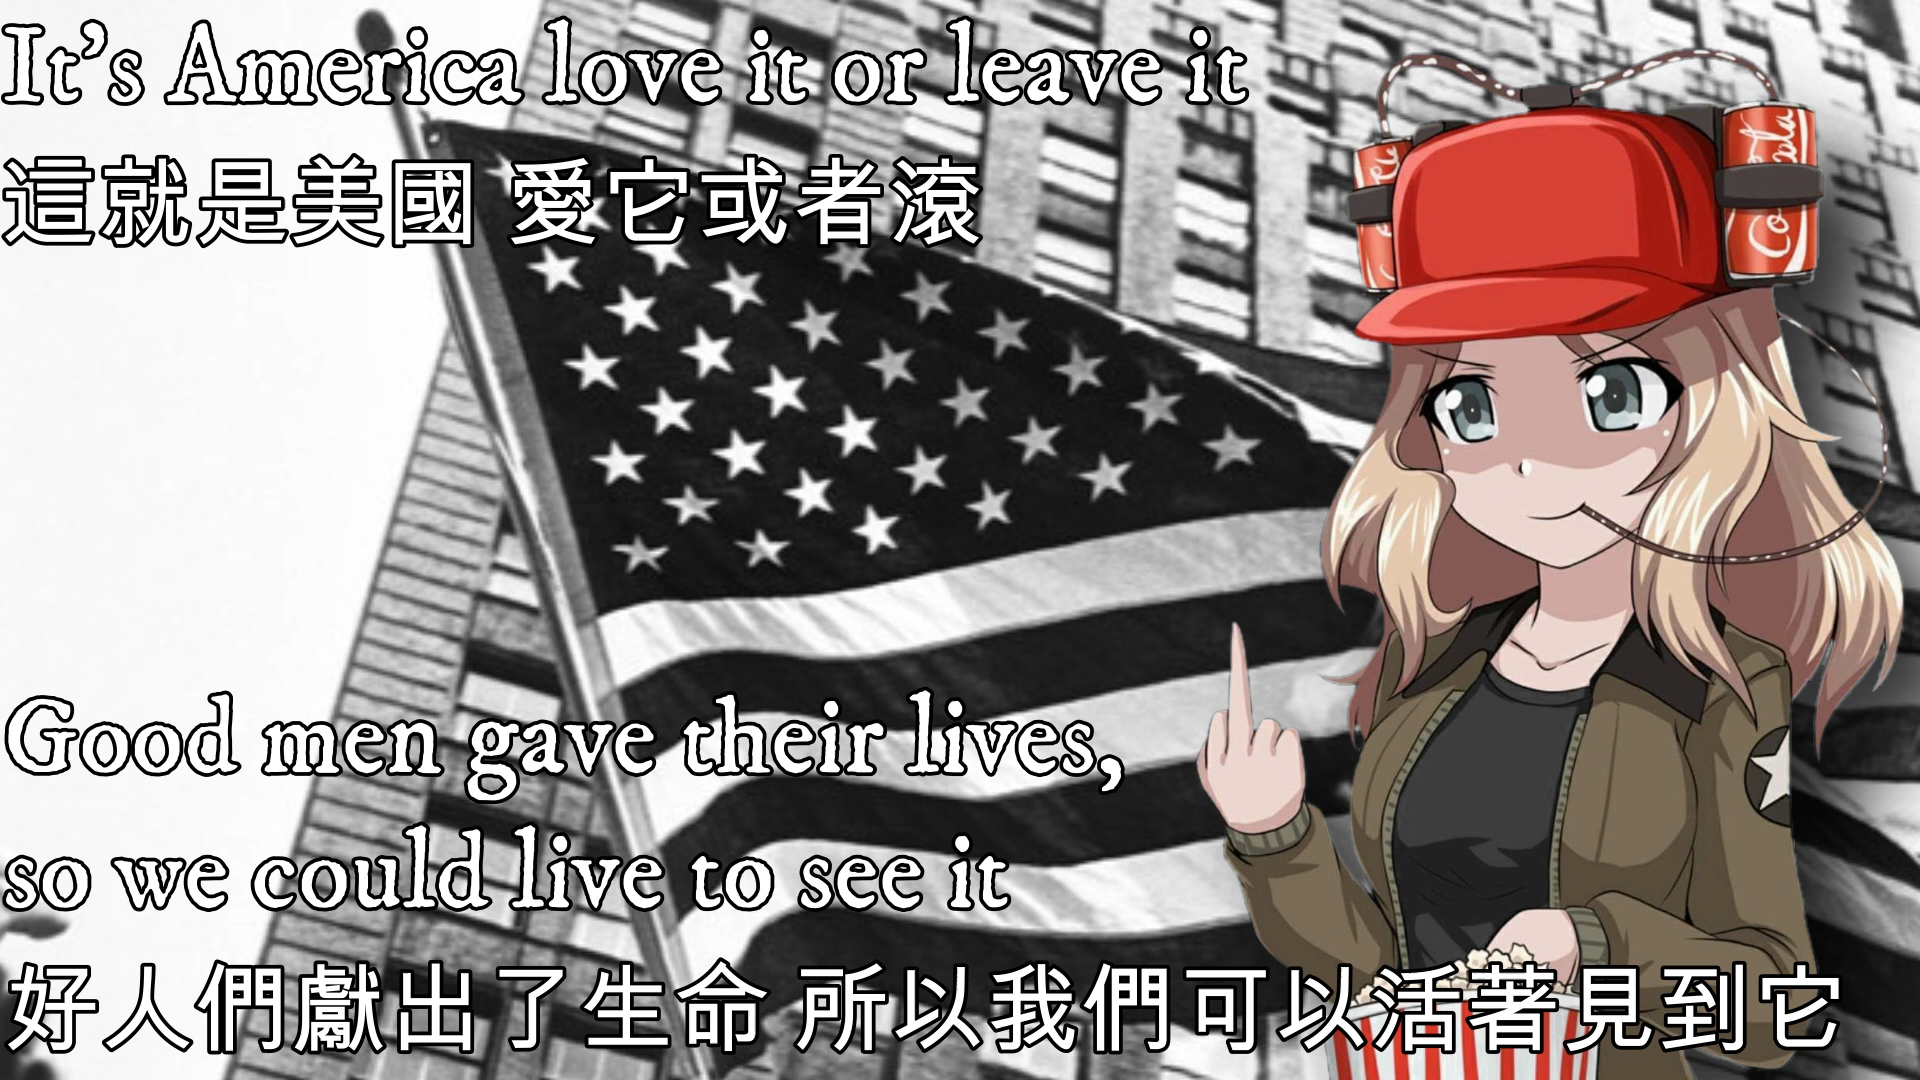 It's America love it or leave it
這就是美國 愛它或者滾
Good men gave their lives,
so we could live to see it
好人們獻出了生命 所以我們可以活著見到它